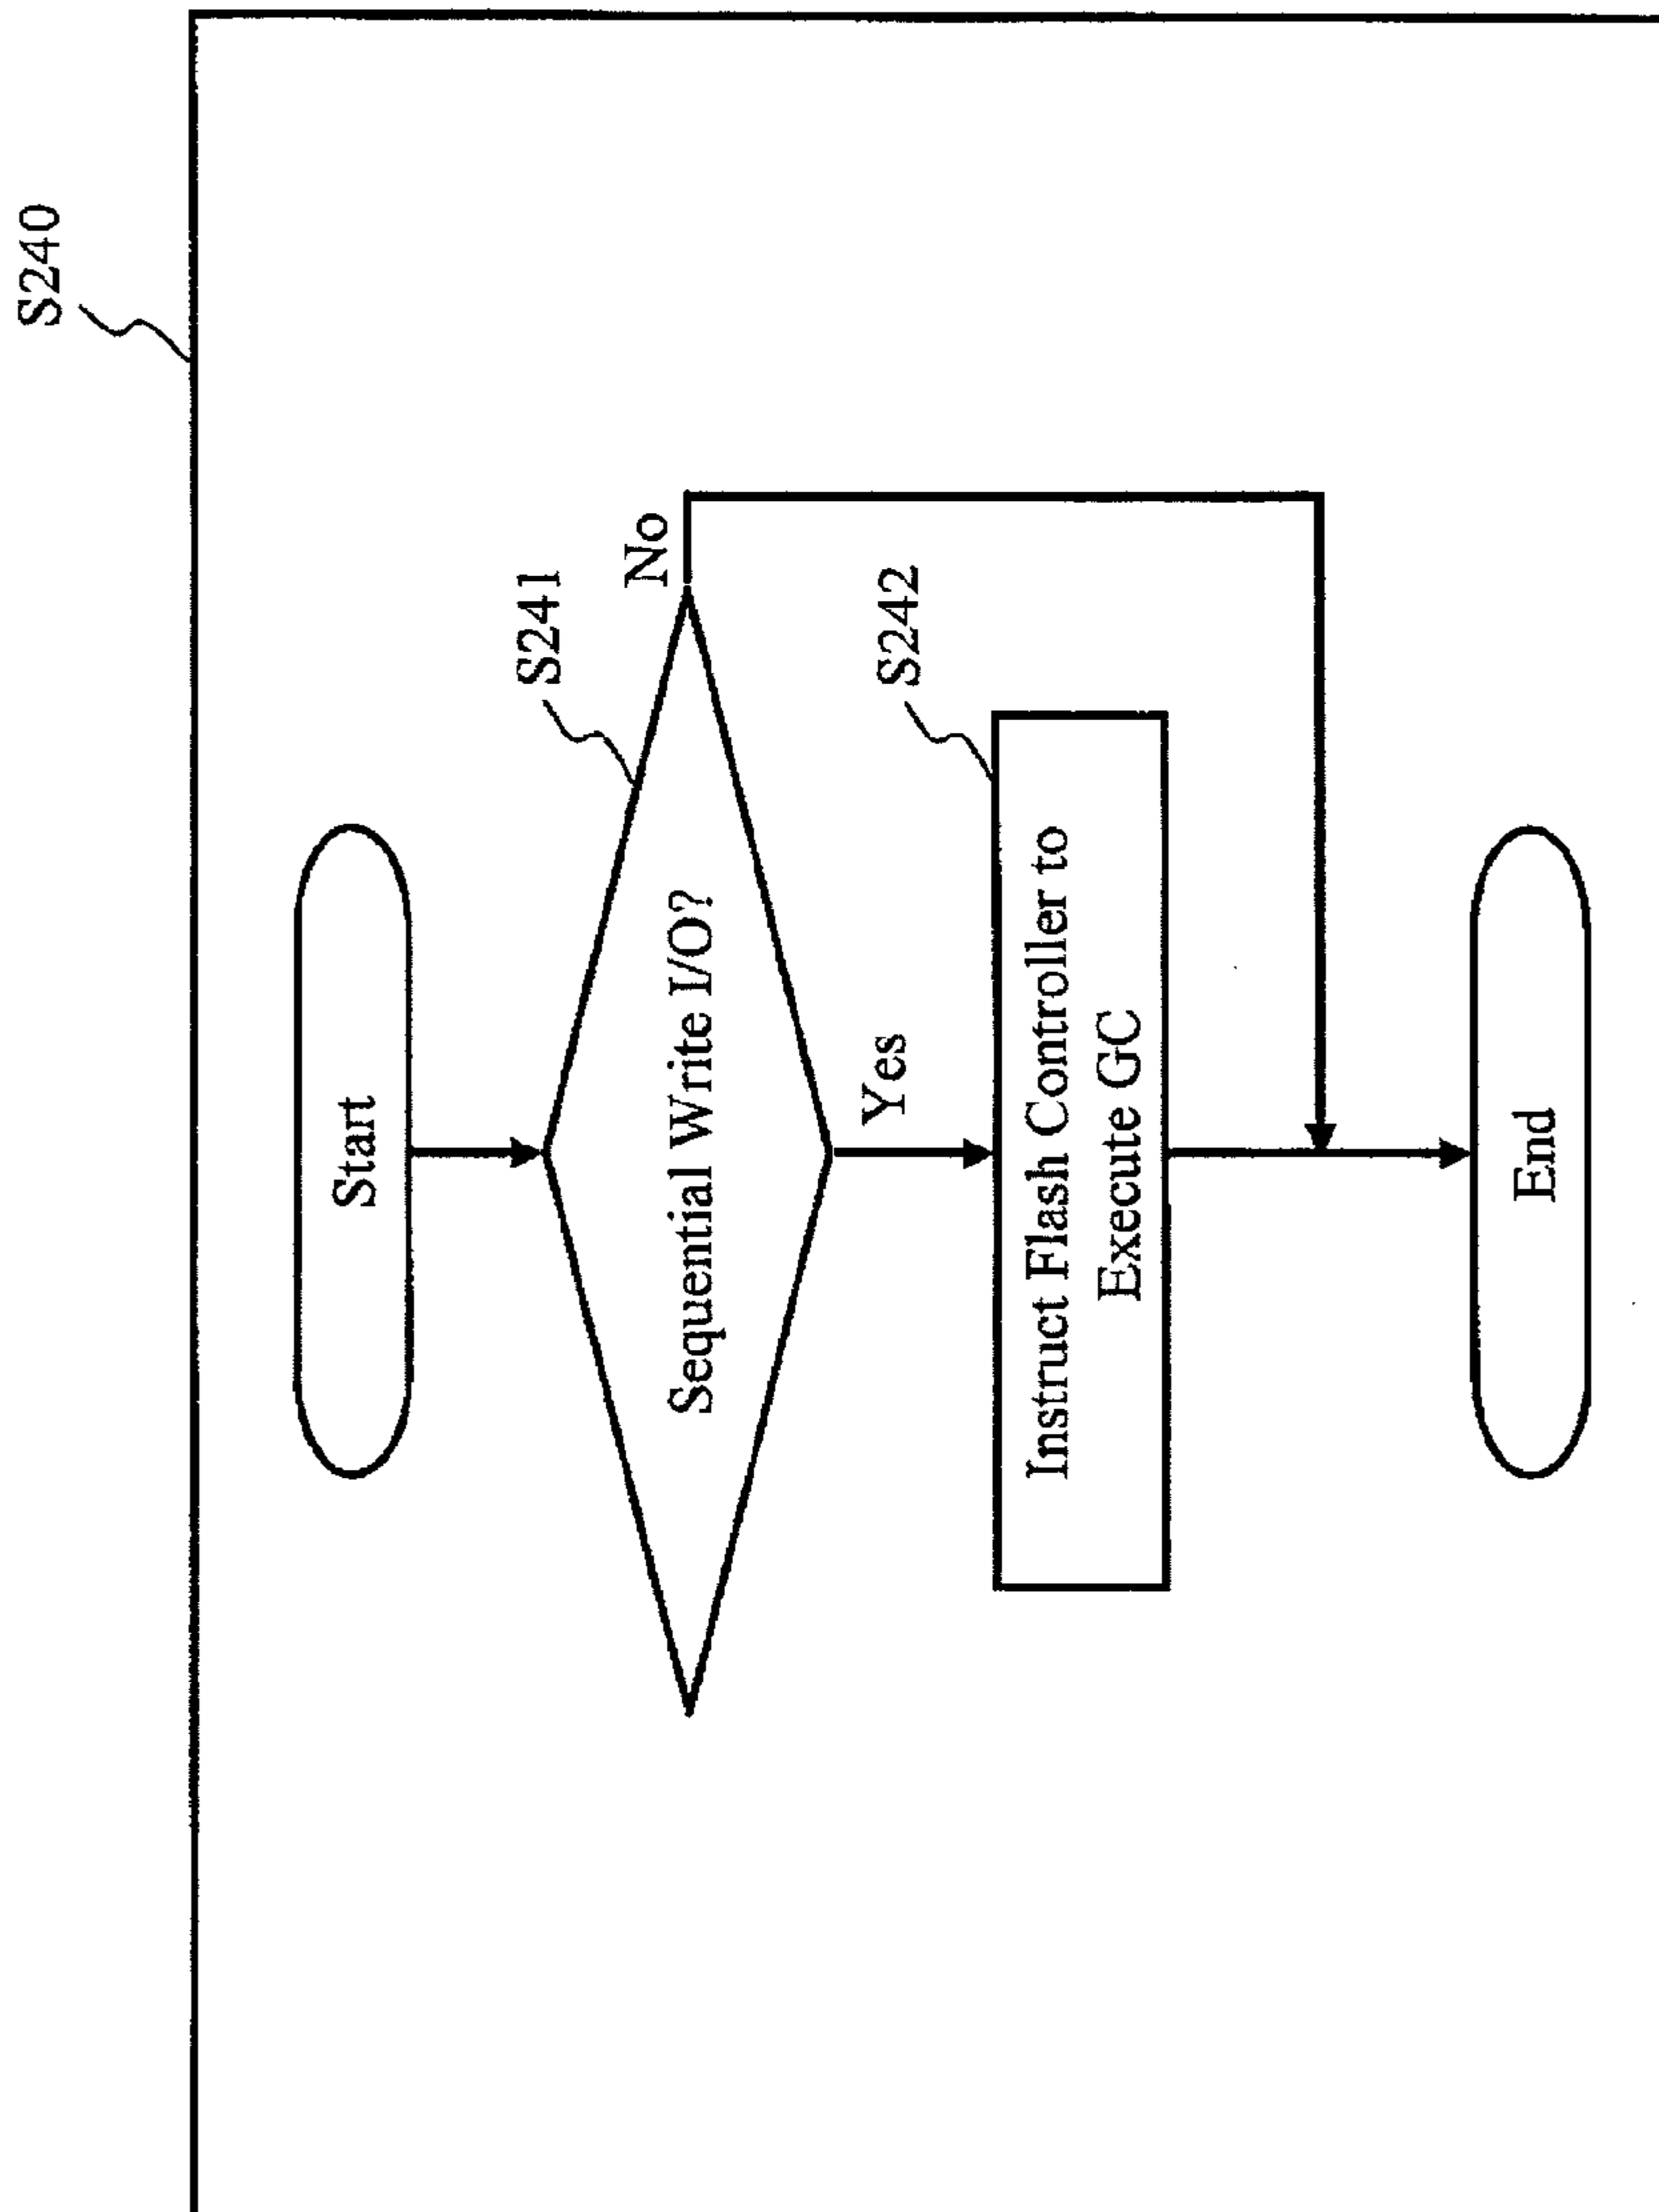 S240
Start
S241
Sequential Write I/O?
No
Yes
S242
Instruct Flash Controller to
Execute GC
End